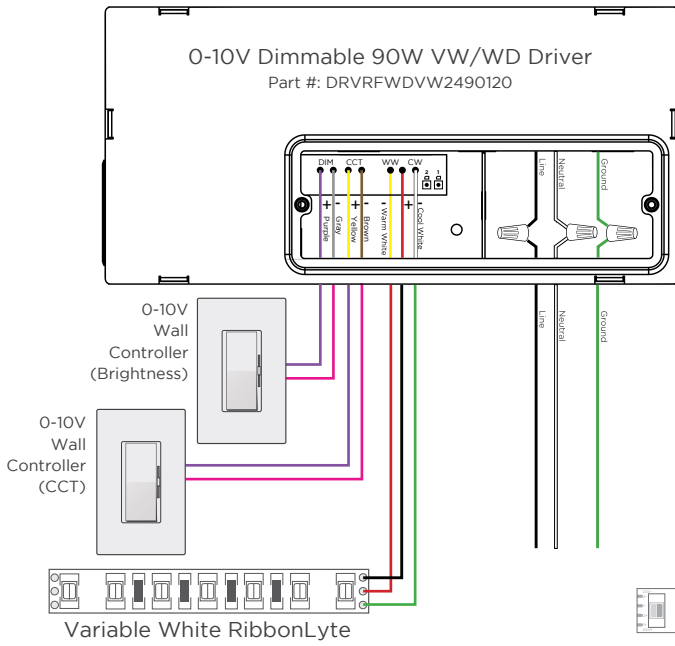 0-10V Dimmable 90W VW/WD Driver
Part #: DRVRFWDVW2490120
DIM CCT WW CW
2 1
+ - + - - + -
Purple
Gray
Yellow
Brown
Warm White
Cool White
Line
Neutral
Ground
Line
Neutral
Ground
0-10V
Wall
Controller
(Brightness)
0-10V
Wall
Controller
(CCT)
Variable White RibbonLyte